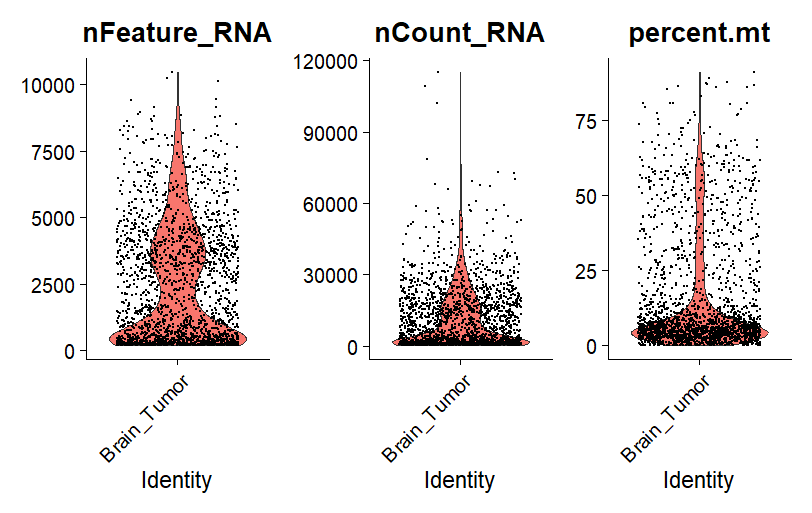 nFeature_RNA
10000
7500
5000
2500
0
Brain_Tumor
Identity
nCount_RNA
120000
90000
60000
30000
0
Brain_Tumor
Identity
percent.mt
75
50
25
0
Brain_Tumor
Identity